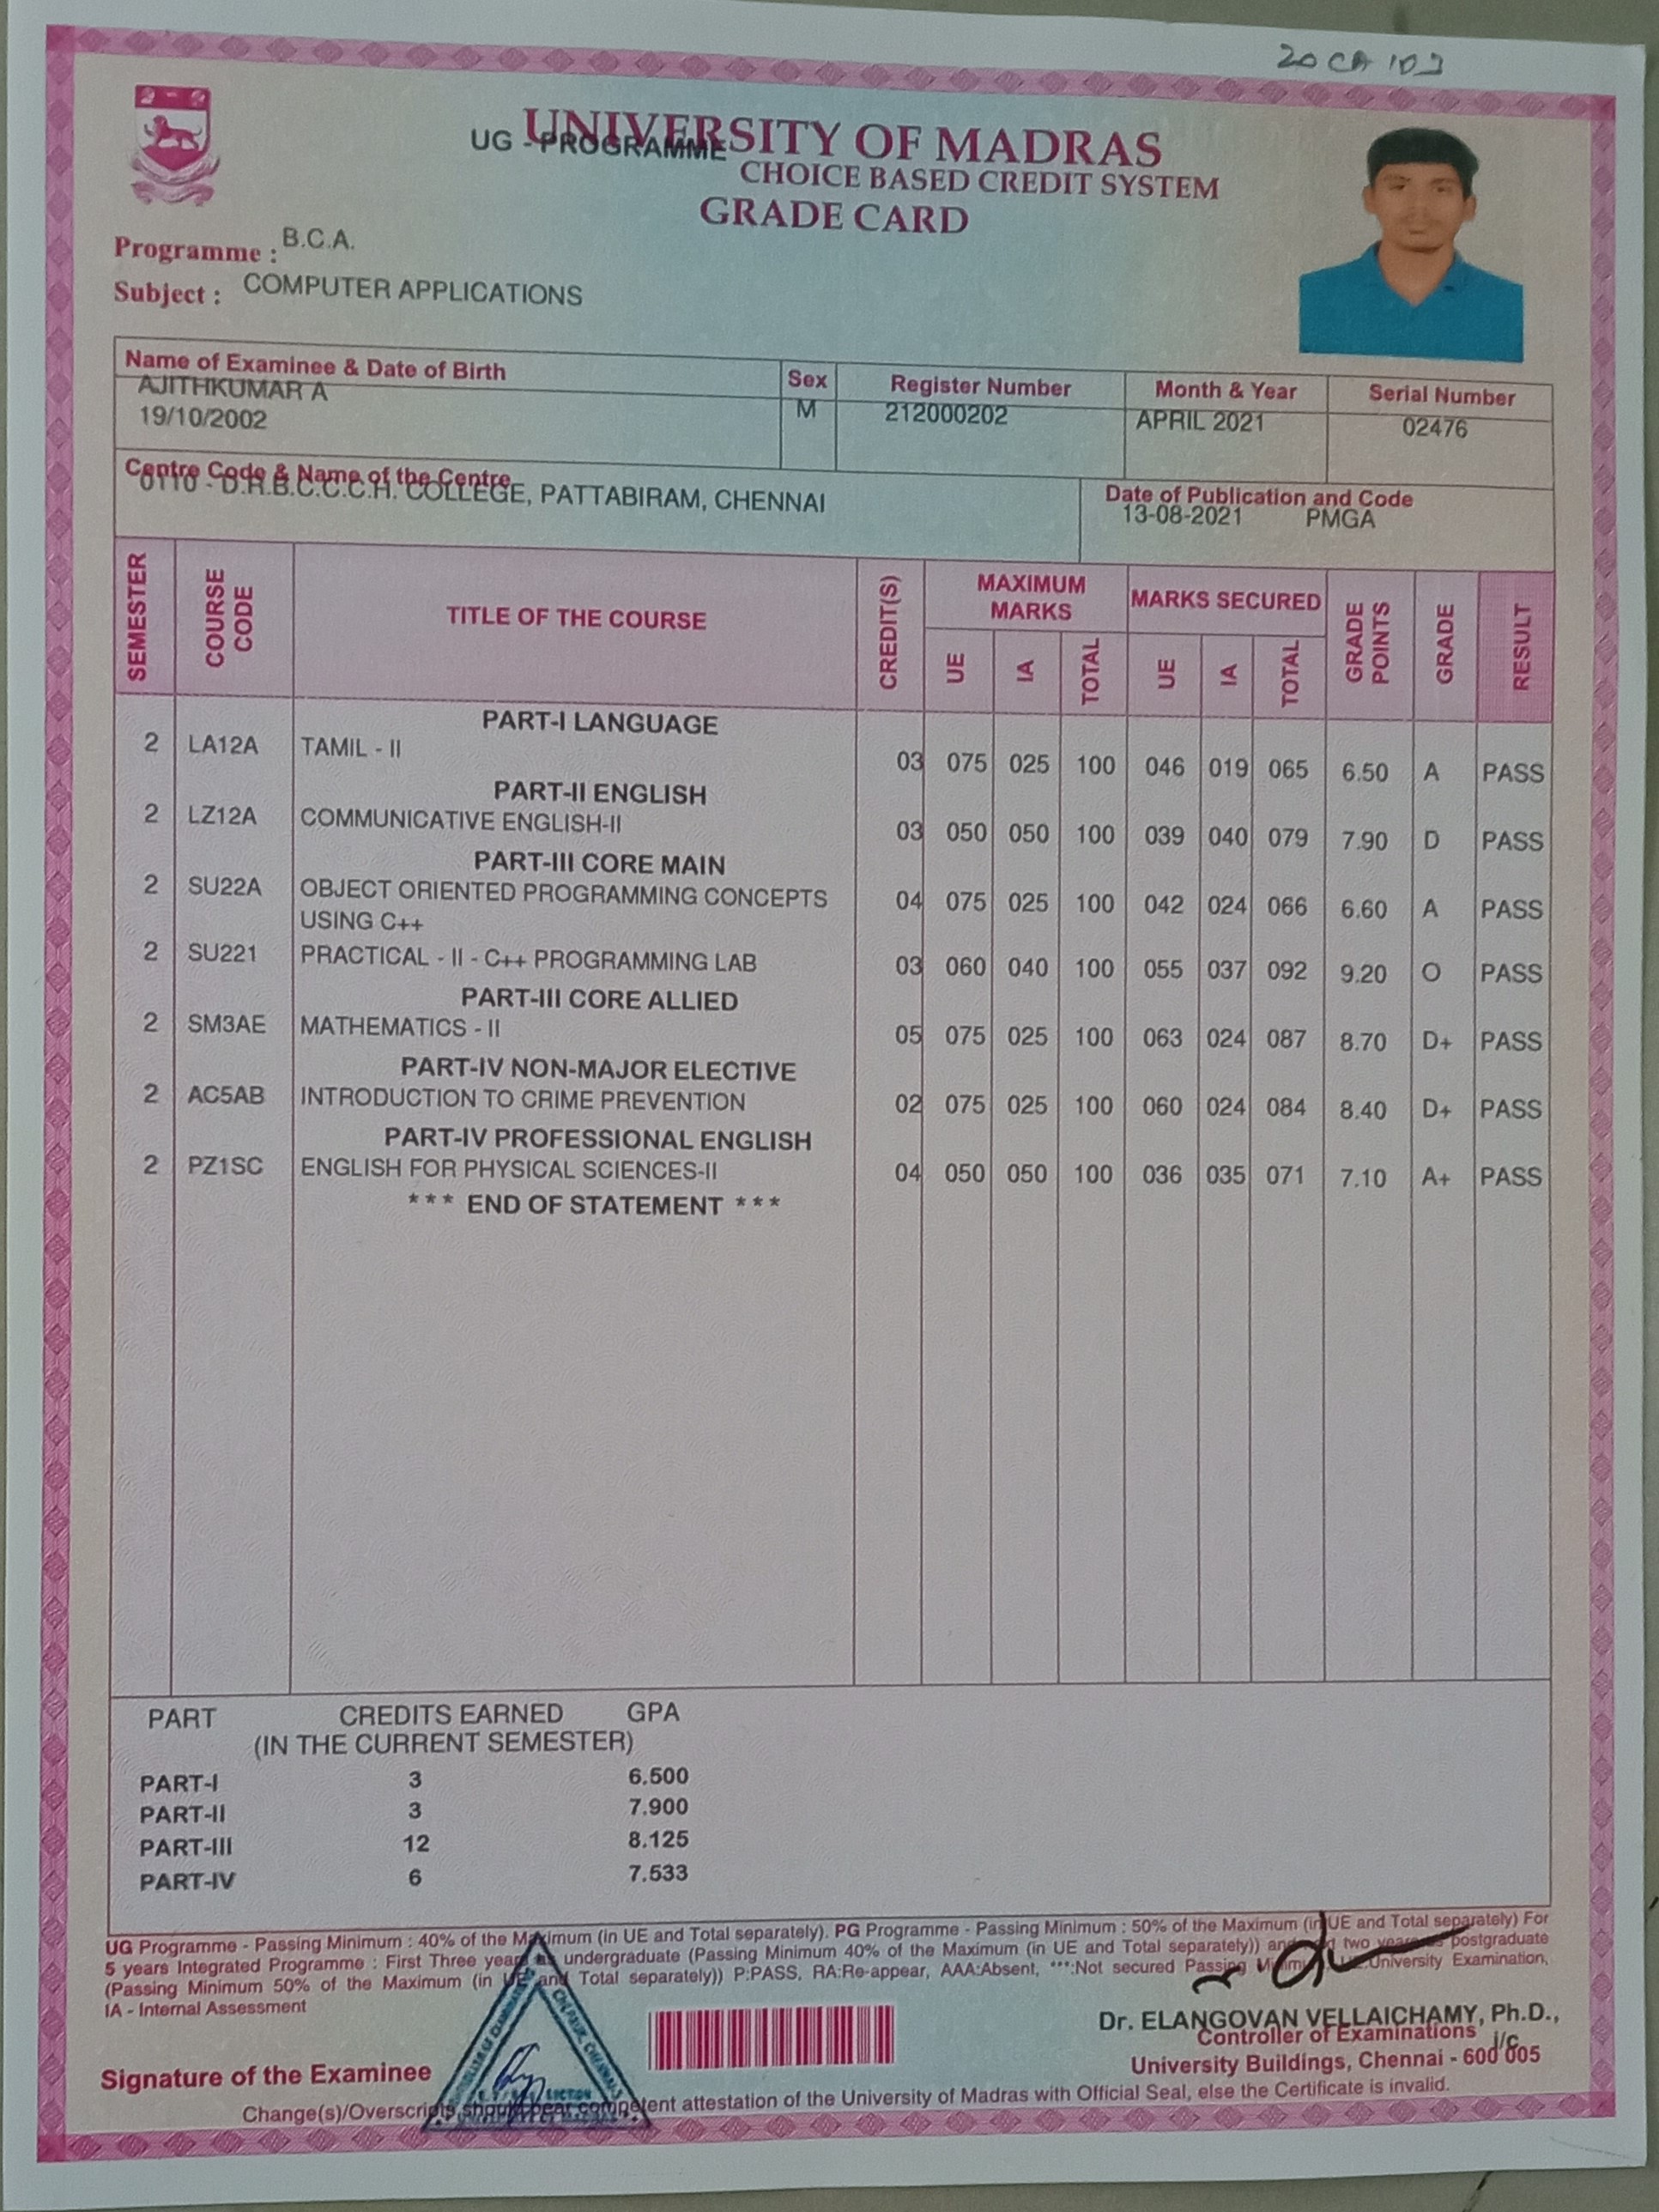 20 CA 103
UNIVERSITY OF MADRAS
UG - PROGRAMME
CHOICE BASED CREDIT SYSTEM
GRADE CARD
Programme : B.C.A.
Subject : COMPUTER APPLICATIONS
Name of Examinee & Date of Birth Sex Register Number Month & Year Serial Number
AJITHKUMAR A M 212000202 APRIL 2021 02476
19/10/2002
Centre Code & Name of the Centre Date of Publication and Code
0110 - D.R.B.C.C.C.H. COLLEGE, PATTABIRAM, CHENNAI 13-08-2021 PMGA
SEMESTER COURSE CODE TITLE OF THE COURSE CREDIT(S) MAXIMUM MARKS MARKS SECURED GRADE POINTS GRADE RESULT
UE IA TOTAL UE IA TOTAL
PART-I LANGUAGE
2 LA12A TAMIL - II 03 075 025 100 046 019 065 6.50 A PASS
PART-II ENGLISH
2 LZ12A COMMUNICATIVE ENGLISH-II 03 050 050 100 039 040 079 7.90 D PASS
PART-III CORE MAIN
2 SU22A OBJECT ORIENTED PROGRAMMING CONCEPTS 04 075 025 100 042 024 066 6.60 A PASS
USING C++
2 SU221 PRACTICAL - II - C++ PROGRAMMING LAB 03 060 040 100 055 037 092 9.20 O PASS
PART-III CORE ALLIED
2 SM3AE MATHEMATICS - II 05 075 025 100 063 024 087 8.70 D+ PASS
PART-IV NON-MAJOR ELECTIVE
2 AC5AB INTRODUCTION TO CRIME PREVENTION 02 075 025 100 060 024 084 8.40 D+ PASS
PART-IV PROFESSIONAL ENGLISH
2 PZ1SC ENGLISH FOR PHYSICAL SCIENCES-II 04 050 050 100 036 035 071 7.10 A+ PASS
*** END OF STATEMENT ***
PART CREDITS EARNED GPA
(IN THE CURRENT SEMESTER)
PART-I 3 6.500
PART-II 3 7.900
PART-III 12 8.125
PART-IV 6 7.533
UG Programme - Passing Minimum : 40% of the Maximum (in UE and Total separately). PG Programme - Passing Minimum : 50% of the Maximum (in UE and Total separately) For
5 years Integrated Programme : First Three years as undergraduate (Passing Minimum 40% of the Maximum (in UE and Total separately)) and two years postgraduate
(Passing Minimum 50% of the Maximum (in UE and Total separately)) P:PASS, RA:Re-appear, AAA:Absent, ***:Not secured Passing University Examination,
IA - Internal Assessment
Dr. ELANGOVAN VELLAICHAMY, Ph.D.,
Controller of Examinations i/c
Signature of the Examinee University Buildings, Chennai - 600 005
Change(s)/Overscripts should bear competent attestation of the University of Madras with Official Seal, else the Certificate is invalid.